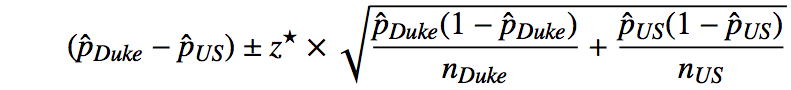 (p̂_Duke − p̂_US) ± z* × √(p̂_Duke(1 − p̂_Duke)/n_Duke + p̂_US(1 − p̂_US)/n_US)